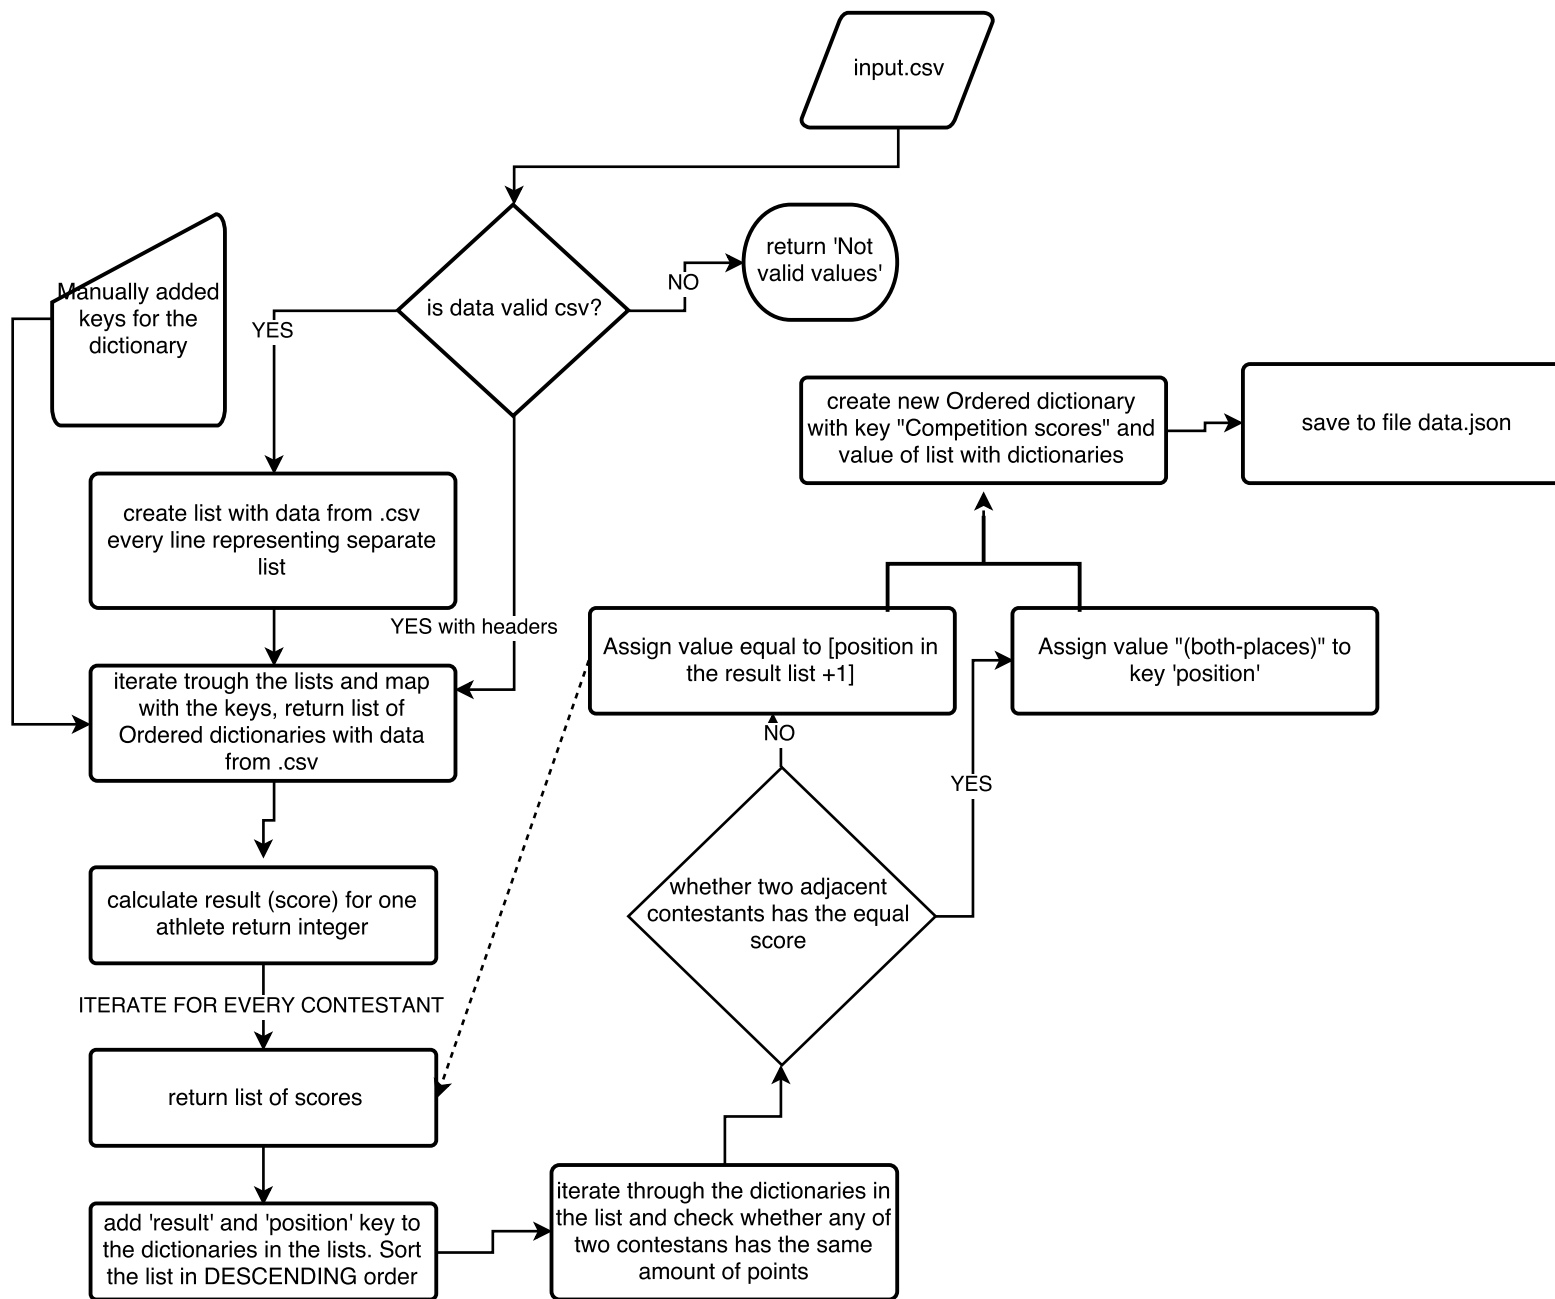 input.csv
return 'Not
valid values'
is data valid csv?
NO
YES
Manually added
keys for the
dictionary
create new Ordered dictionary
with key "Competition scores" and
value of list with dictionaries
save to file data.json
create list with data from .csv
every line representing separate
list
YES with headers
iterate trough the lists and map
with the keys, return list of
Ordered dictionaries with data
from .csv
Assign value equal to [position in
the result list +1]
Assign value "(both-places)" to
key 'position'
NO
YES
calculate result (score) for one
athlete return integer
whether two adjacent
contestants has the equal
score
ITERATE FOR EVERY CONTESTANT
return list of scores
add 'result' and 'position' key to
the dictionaries in the lists. Sort
the list in DESCENDING order
iterate through the dictionaries in
the list and check whether any of
two contestans has the same
amount of points